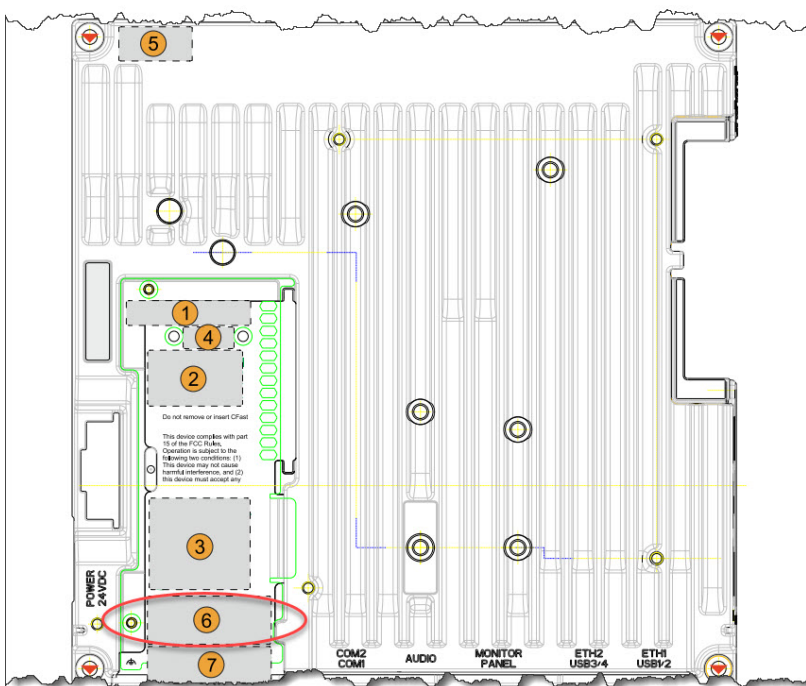 5
1
4
2
Do not remove or insert CFast
This device complies with part
15 of the FCC Rules,
Operation is subject to the
following two conditions: (1)
This device may not cause
harmful interference, and (2)
this device must accept any
3
POWER
24VDC
6
7
COM2
COM1
AUDIO
MONITOR
PANEL
ETH2
USB3/4
ETH1
USB1/2